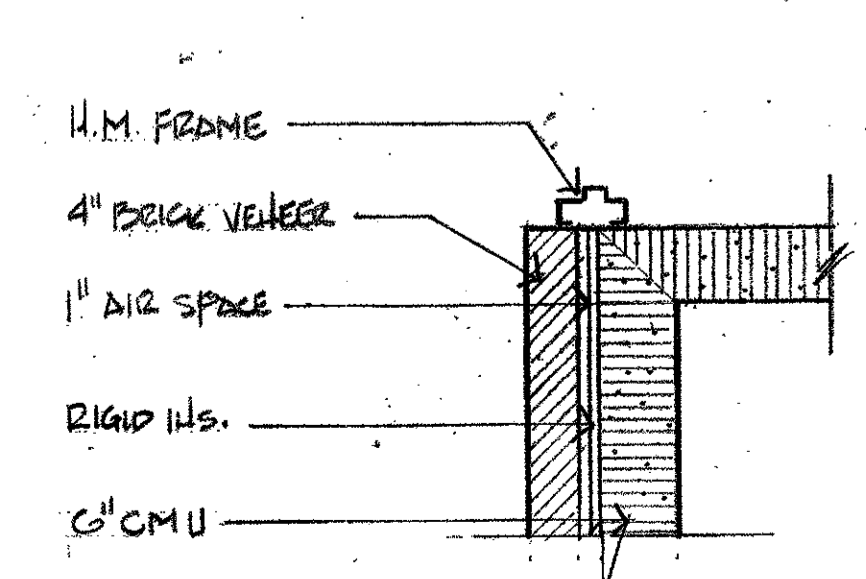 H.M. FRAME
4" BRICK VENEER
1" AIR SPACE
RIGID INS.
6" CMU